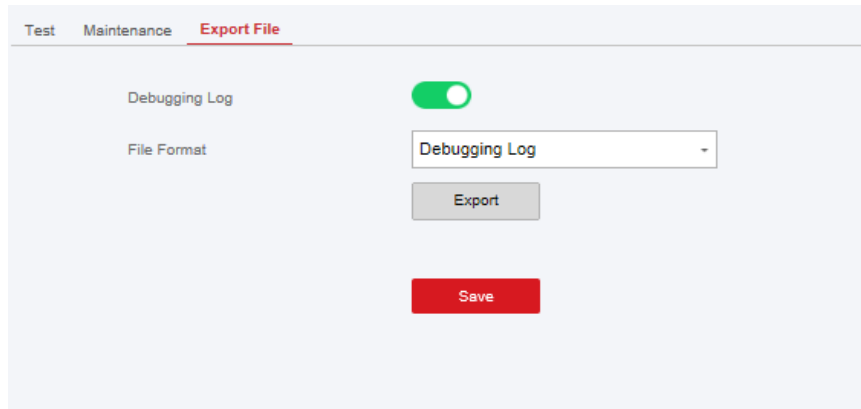 Test Maintenance Export File
Debugging Log
File Format Debugging Log
Export
Save